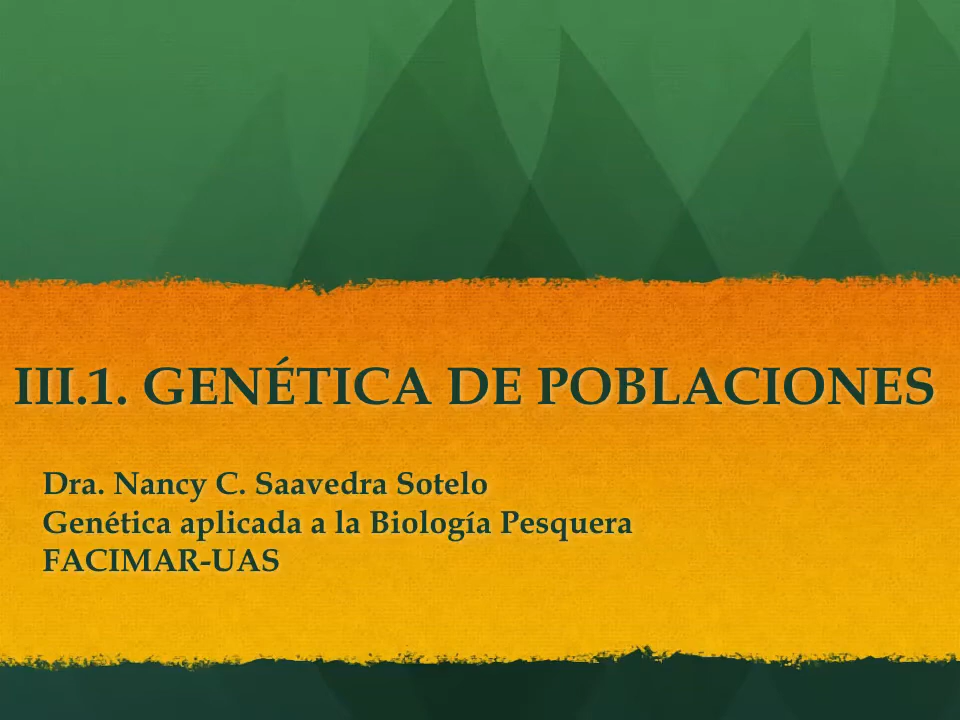 III.1. GENÉTICA DE POBLACIONES
Dra. Nancy C. Saavedra Sotelo
Genética aplicada a la Biología Pesquera
FACIMAR-UAS